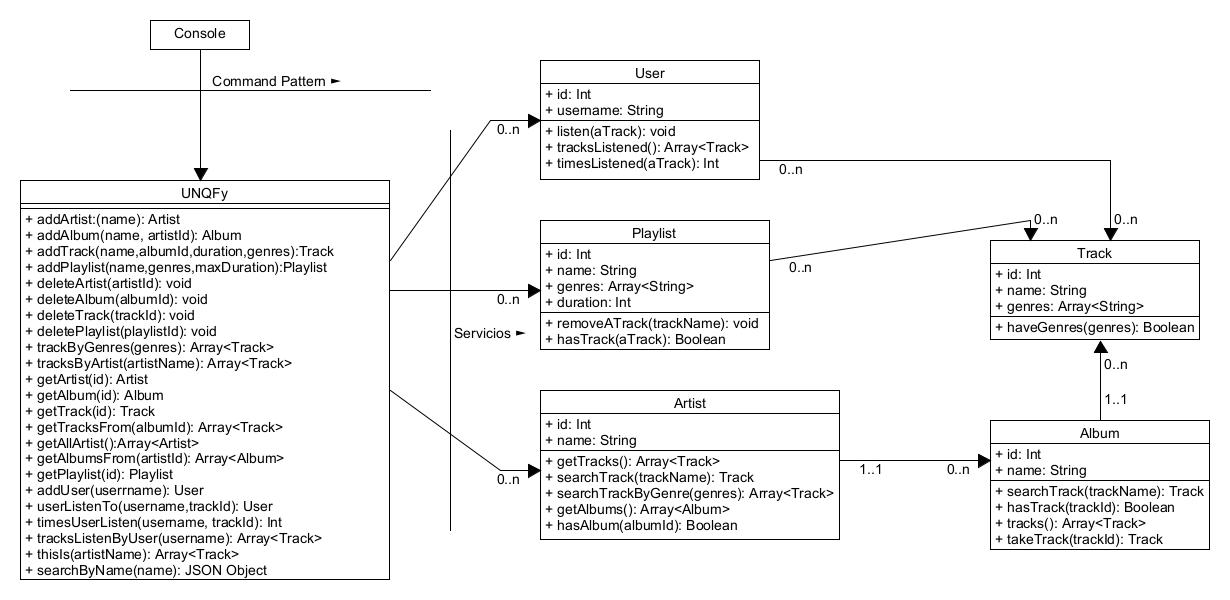 Console
Command Pattern ►
UNQFy
+ addArtist:(name): Artist
+ addAlbum(name, artistId): Album
+ addTrack(name,albumId,duration,genres):Track
+ addPlaylist(name,genres,maxDuration):Playlist
+ deleteArtist(artistId): void
+ deleteAlbum(albumId): void
+ deleteTrack(trackId): void
+ deletePlaylist(playlistId): void
+ trackByGenres(genres): Array<Track>
+ tracksByArtist(artistName): Array<Track>
+ getArtist(id): Artist
+ getAlbum(id): Album
+ getTrack(id): Track
+ getTracksFrom(albumId): Array<Track>
+ getAllArtist():Array<Artist>
+ getAlbumsFrom(artistId): Array<Album>
+ getPlaylist(id): Playlist
+ addUser(userrname): User
+ userListenTo(username,trackId): User
+ timesUserListen(username, trackId): Int
+ tracksListenByUser(username): Array<Track>
+ thisIs(artistName): Array<Track>
+ searchByName(name): JSON Object
Servicios ►
0..n
0..n
0..n
User
+ id: Int
+ username: String
+ listen(aTrack): void
+ tracksListened(): Array<Track>
+ timesListened(aTrack): Int
0..n
0..n
Playlist
+ id: Int
+ name: String
+ genres: Array<String>
+ duration: Int
+ removeATrack(trackName): void
+ hasTrack(aTrack): Boolean
0..n
0..n
Artist
+ id: Int
+ name: String
+ getTracks(): Array<Track>
+ searchTrack(trackName): Track
+ searchTrackByGenre(genres): Array<Track>
+ getAlbums(): Array<Album>
+ hasAlbum(albumId): Boolean
1..1
0..n
Track
+ id: Int
+ name: String
+ genres: Array<String>
+ haveGenres(genres): Boolean
0..n
1..1
Album
+ id: Int
+ name: String
+ searchTrack(trackName): Track
+ hasTrack(trackId): Boolean
+ tracks(): Array<Track>
+ takeTrack(trackId): Track